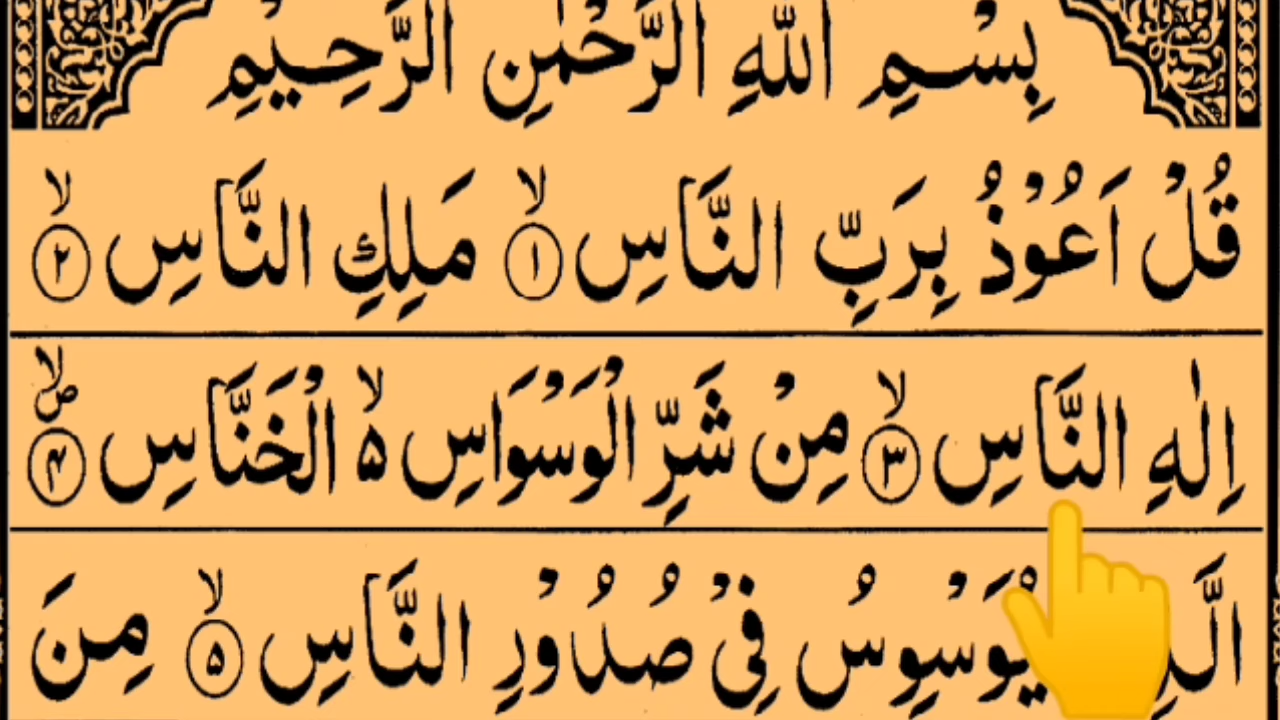 بِسْمِ اللّٰهِ الرَّحْمٰنِ الرَّحِیْمِ
قُلْ اَعُوْذُ بِرَبِّ النَّاسِ ۙ﴿۱﴾ مَلِكِ النَّاسِ ۙ﴿۲﴾
اِلٰهِ النَّاسِ ۙ﴿۳﴾ مِنْ شَرِّ الْوَسْوَاسِ ۙ۵ الْخَنَّاسِ ۪ۙ﴿۴﴾
یُوَسْوِسُ فِیْ صُدُوْرِ النَّاسِ ۙ﴿۵﴾ مِنَ